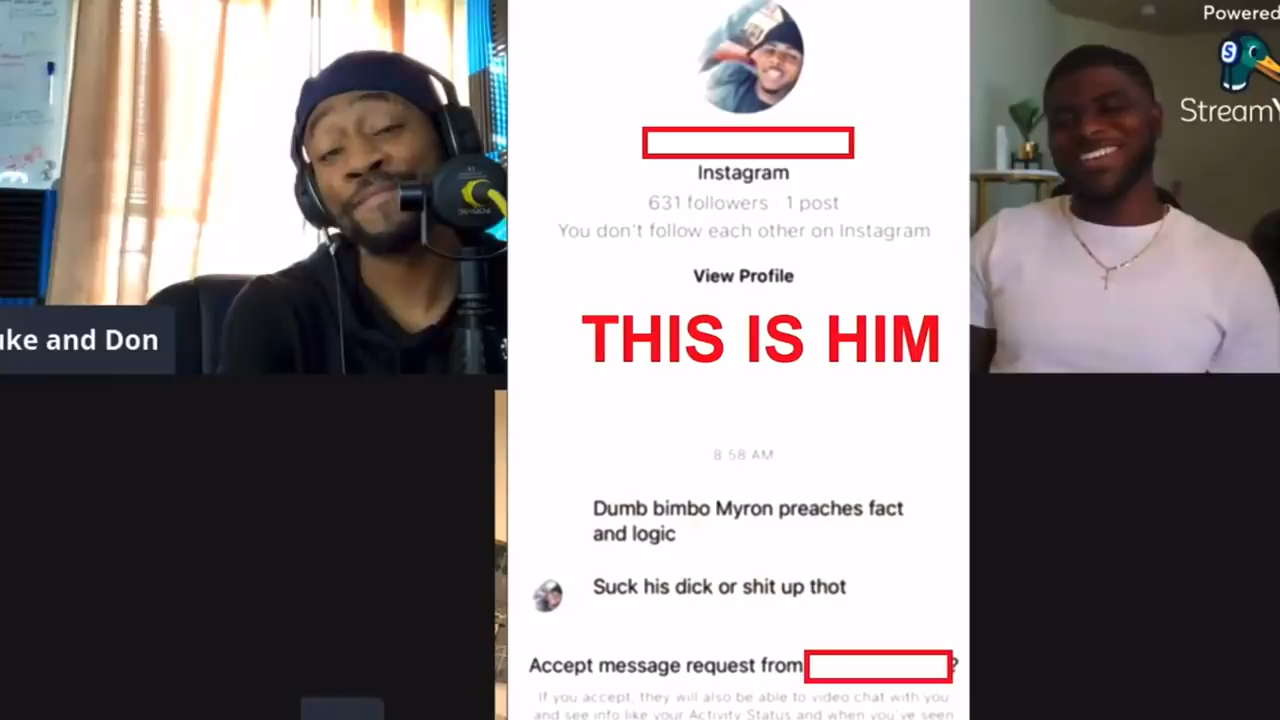 Powered
StreamY
uke and Don
Instagram
631 followers · 1 post
You don't follow each other on Instagram
View Profile
THIS IS HIM
8:58 AM
Dumb bimbo Myron preaches fact
and logic
Suck his dick or shit up thot
Accept message request from ?
If you accept, they will also be able to video chat with you
and see info like your Activity Status and when you've seen